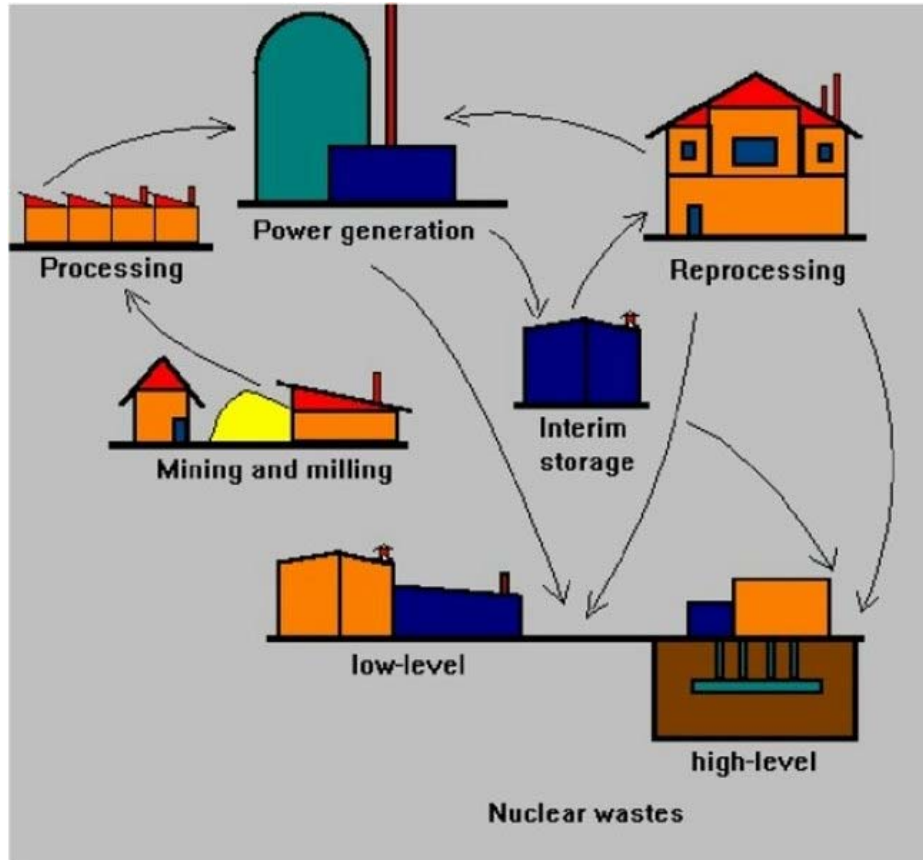 Power generation
Processing
Reprocessing
Interim
storage
Mining and milling
low-level
high-level
Nuclear wastes